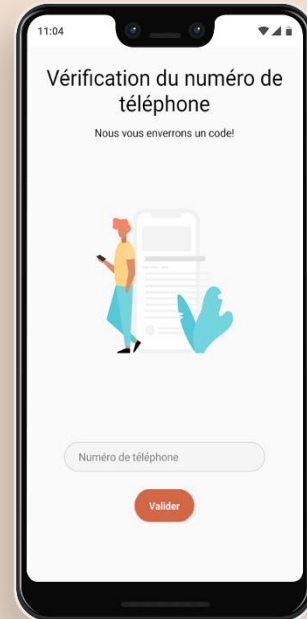 11:04
Vérification du numéro de
téléphone
Nous vous enverrons un code!
Numéro de téléphone
Valider